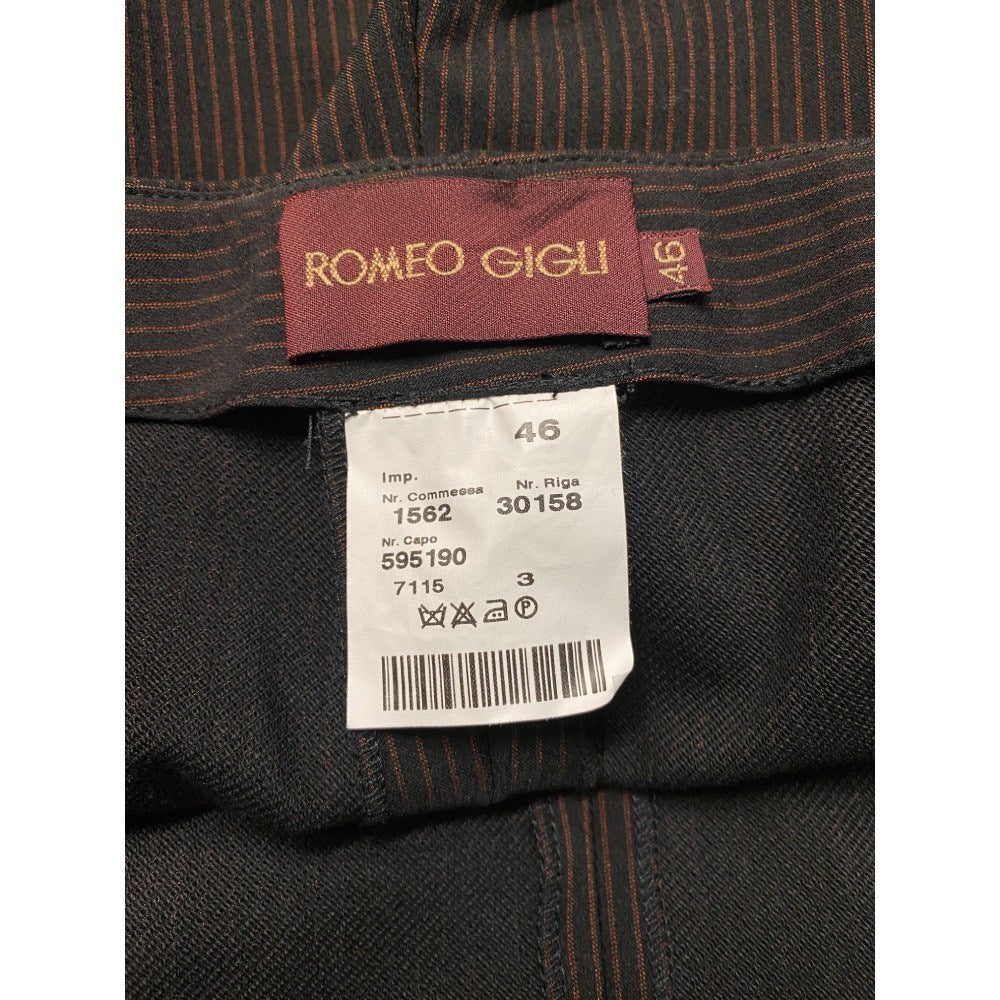 ROMEO GIGLI
46
46
Imp.
Nr. Commessa Nr. Riga
1562 30158
Nr. Capo
595190
7115 3
P